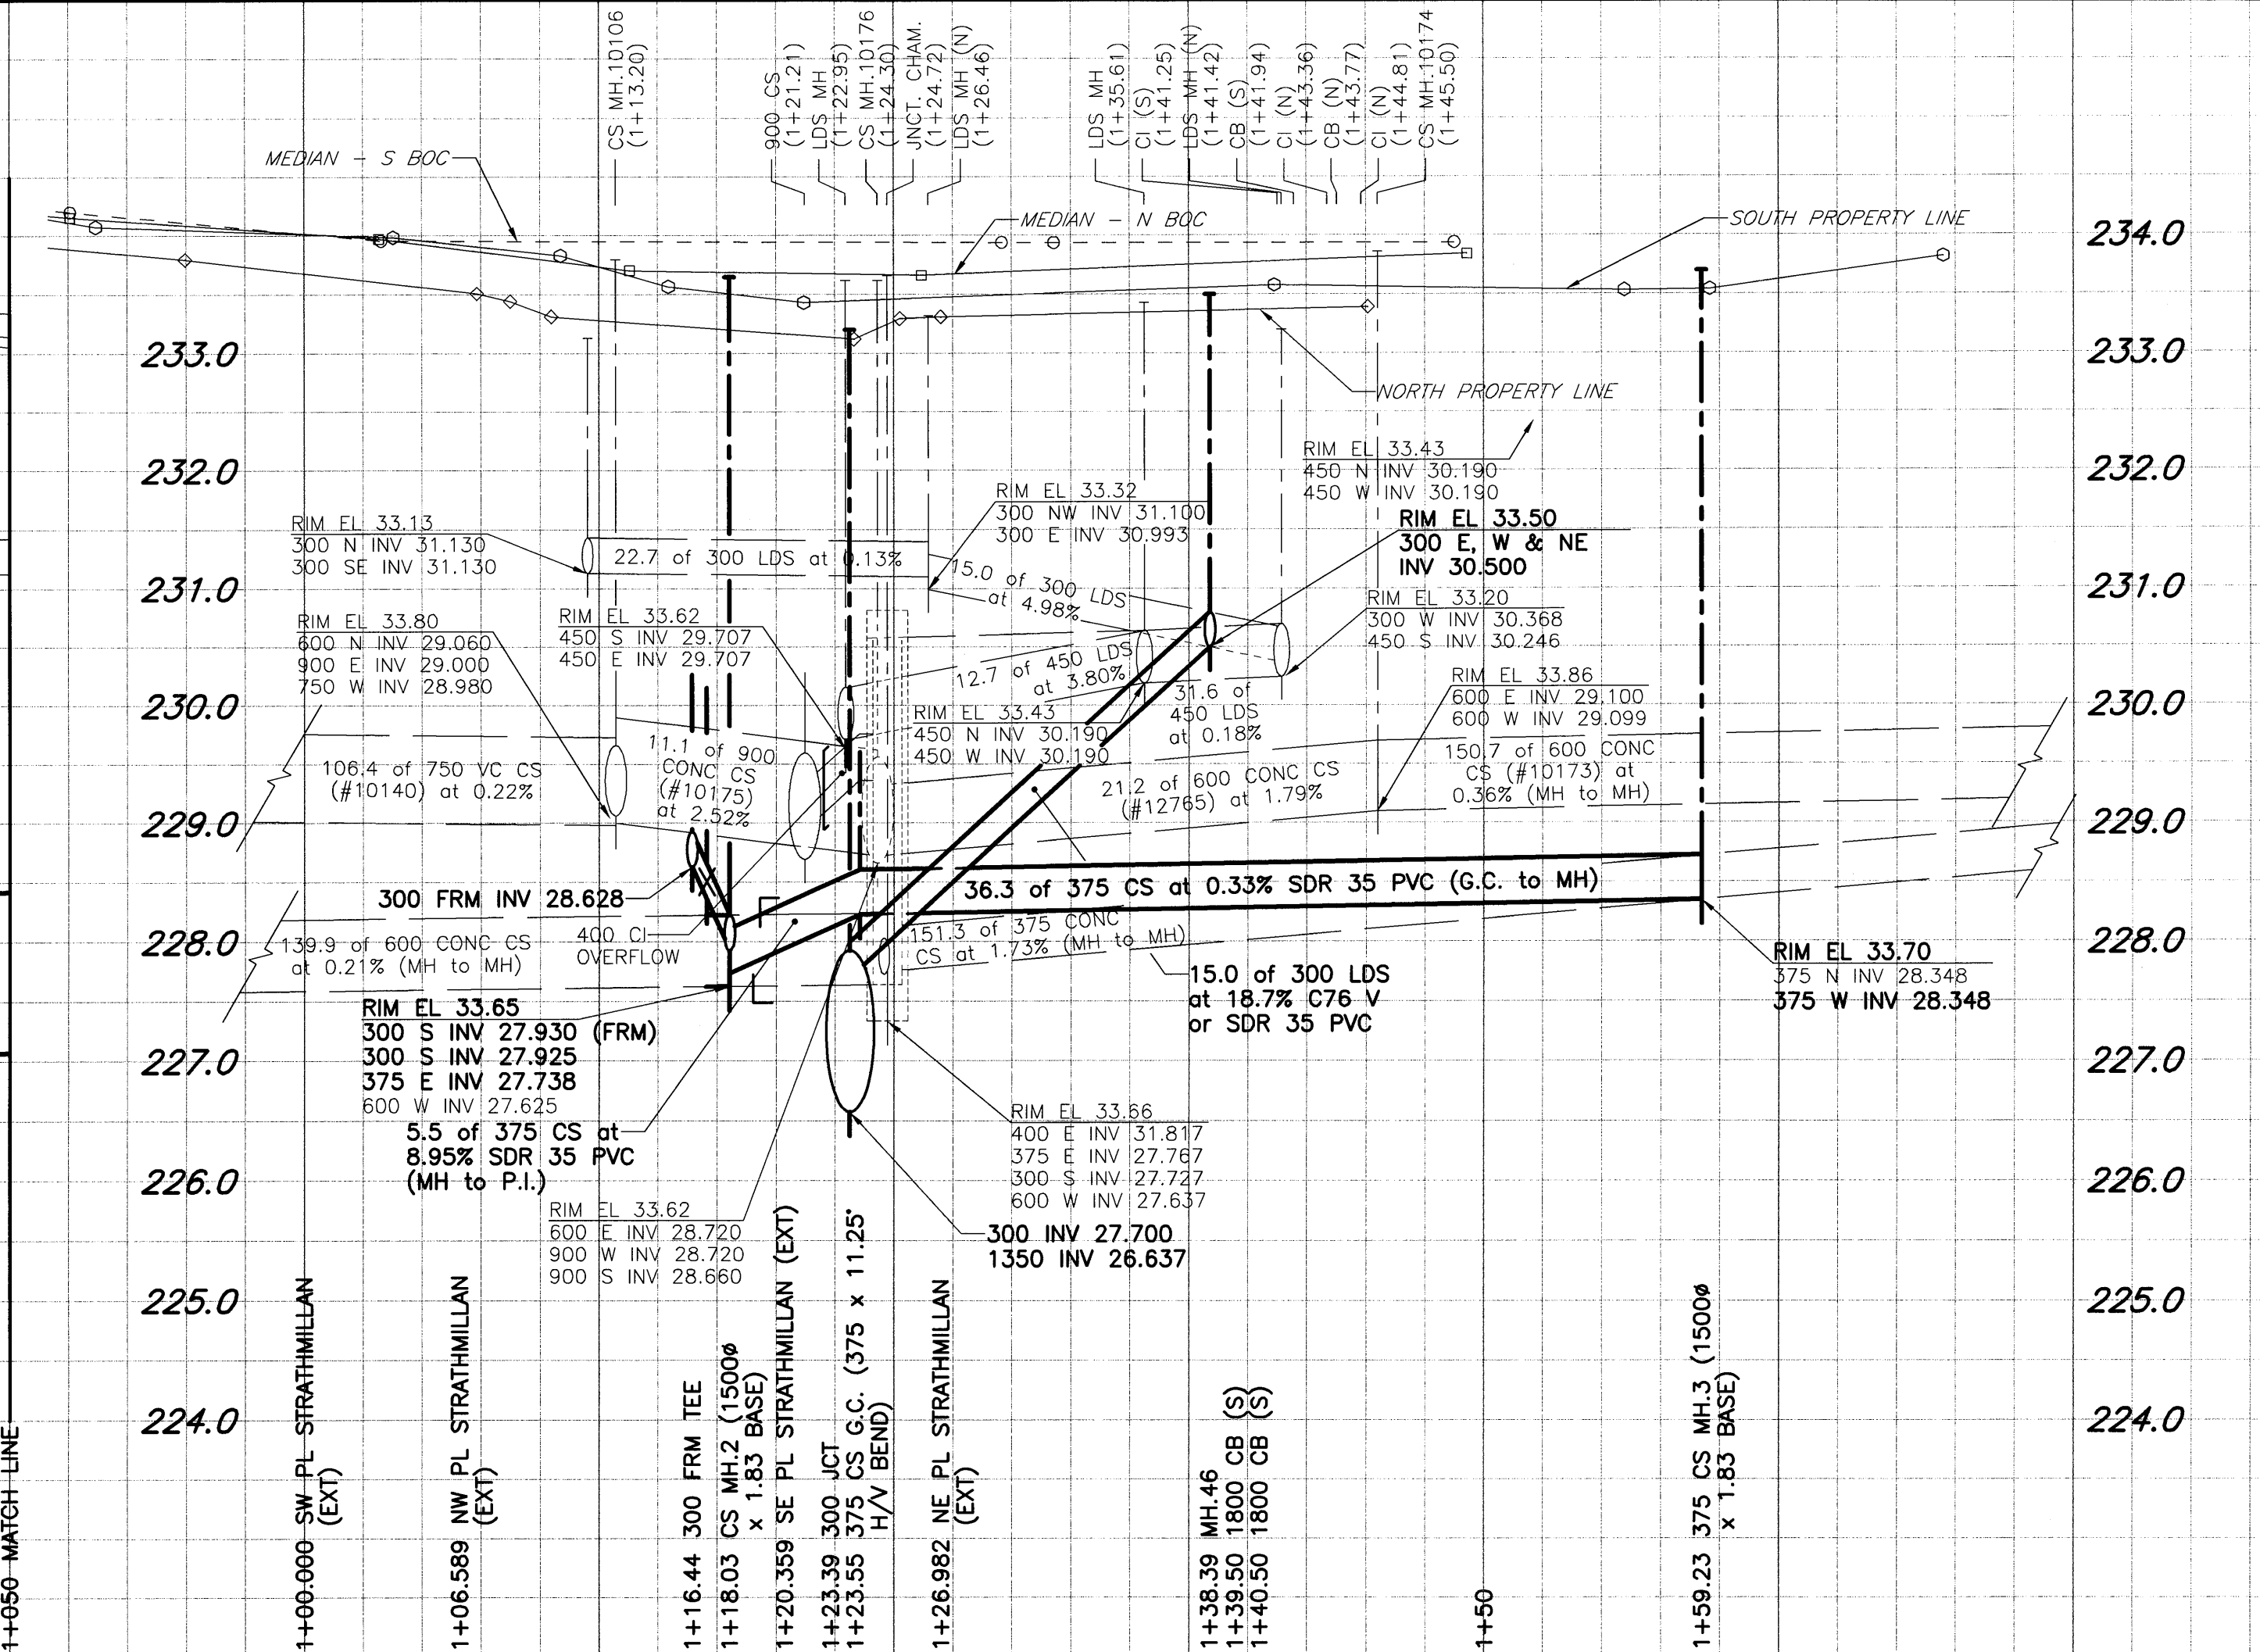 CS MH.10106
(1+13.20)
900 CS
(1+21.21)
LDS MH
(1+22.95)
CS MH.10176
(1+24.30)
JNCT. CHAM.
(1+24.72)
LDS MH (N)
(1+26.46)
LDS MH
(1+35.61)
CI (S)
(1+41.25)
LDS MH (N)
(1+41.42)
CB (S)
(1+41.94)
CI (N)
(1+43.36)
CB (N)
(1+43.77)
CI (N)
(1+44.81)
CS MH.10174
(1+45.50)
MEDIAN - S BOC
MEDIAN - N BOC
SOUTH PROPERTY LINE
NORTH PROPERTY LINE
234.0
233.0
233.0
232.0
232.0
231.0
231.0
230.0
230.0
229.0
229.0
228.0
228.0
227.0
227.0
226.0
226.0
225.0
225.0
224.0
224.0
RIM EL 33.13
300 N INV 31.130
300 SE INV 31.130
22.7 of 300 LDS at 0.13%
RIM EL 33.32
300 NW INV 31.100
300 E INV 30.993
RIM EL 33.43
450 N INV 30.190
450 W INV 30.190
RIM EL 33.50
300 E, W & NE
INV 30.500
15.0 of 300 LDS
at 4.98%
RIM EL 33.20
300 W INV 30.368
450 S INV 30.246
RIM EL 33.80
600 N INV 29.060
900 E INV 29.000
750 W INV 28.980
RIM EL 33.62
450 S INV 29.707
450 E INV 29.707
12.7 of 450 LDS
at 3.80%
31.6 of
450 LDS
at 0.18%
RIM EL 33.43
450 N INV 30.190
450 W INV 30.190
RIM EL 33.86
600 E INV 29.100
600 W INV 29.099
150.7 of 600 CONC
CS (#10173) at
0.36% (MH to MH)
106.4 of 750 VC CS
(#10140) at 0.22%
11.1 of 900
CONC CS
(#10175)
at 2.52%
21.2 of 600 CONC CS
(#12765) at 1.79%
300 FRM INV 28.628
36.3 of 375 CS at 0.33% SDR 35 PVC (G.C. to MH)
139.9 of 600 CONC CS
at 0.21% (MH to MH)
400 CI
OVERFLOW
151.3 of 375 CONC
CS at 1.73% (MH to MH)
15.0 of 300 LDS
at 18.7% C76 V
or SDR 35 PVC
RIM EL 33.70
375 N INV 28.348
375 W INV 28.348
RIM EL 33.65
300 S INV 27.930 (FRM)
300 S INV 27.925
375 E INV 27.738
600 W INV 27.625
5.5 of 375 CS at
8.95% SDR 35 PVC
(MH to P.I.)
RIM EL 33.66
400 E INV 31.817
375 E INV 27.767
300 S INV 27.727
600 W INV 27.637
300 INV 27.700
1350 INV 26.637
RIM EL 33.62
600 E INV 28.720
900 W INV 28.720
900 S INV 28.660
1+050 MATCH LINE
1+00.000 SW PL STRATHMILLAN
(EXT)
1+06.589 NW PL STRATHMILLAN
(EXT)
1+16.44 300 FRM TEE
1+18.03 CS MH.2 (1500ø
x 1.83 BASE)
1+20.359 SE PL STRATHMILLAN (EXT)
1+23.39 300 JCT
1+23.55 375 CS G.C. (375 x 11.25°
H/V BEND)
1+26.982 NE PL STRATHMILLAN
(EXT)
1+38.39 MH.46
1+39.50 1800 CB (S)
1+40.50 1800 CB (S)
1+50
1+59.23 375 CS MH.3 (1500ø
x 1.83 BASE)